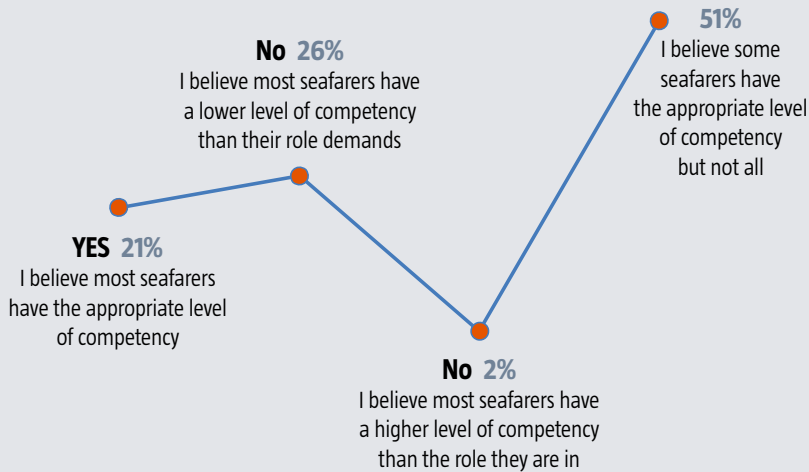 YES 21%
I believe most seafarers
have the appropriate level
of competency
No 26%
I believe most seafarers have
a lower level of competency
than their role demands
No 2%
I believe most seafarers have
a higher level of competency
than the role they are in
51%
I believe some
seafarers have
the appropriate level
of competency
but not all